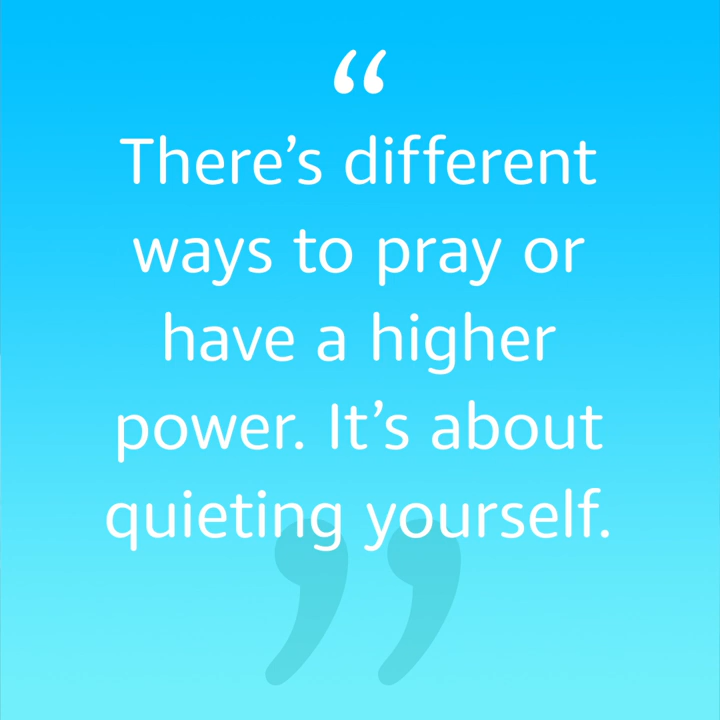 “
There’s different
ways to pray or
have a higher
power. It’s about
quieting yourself.
”